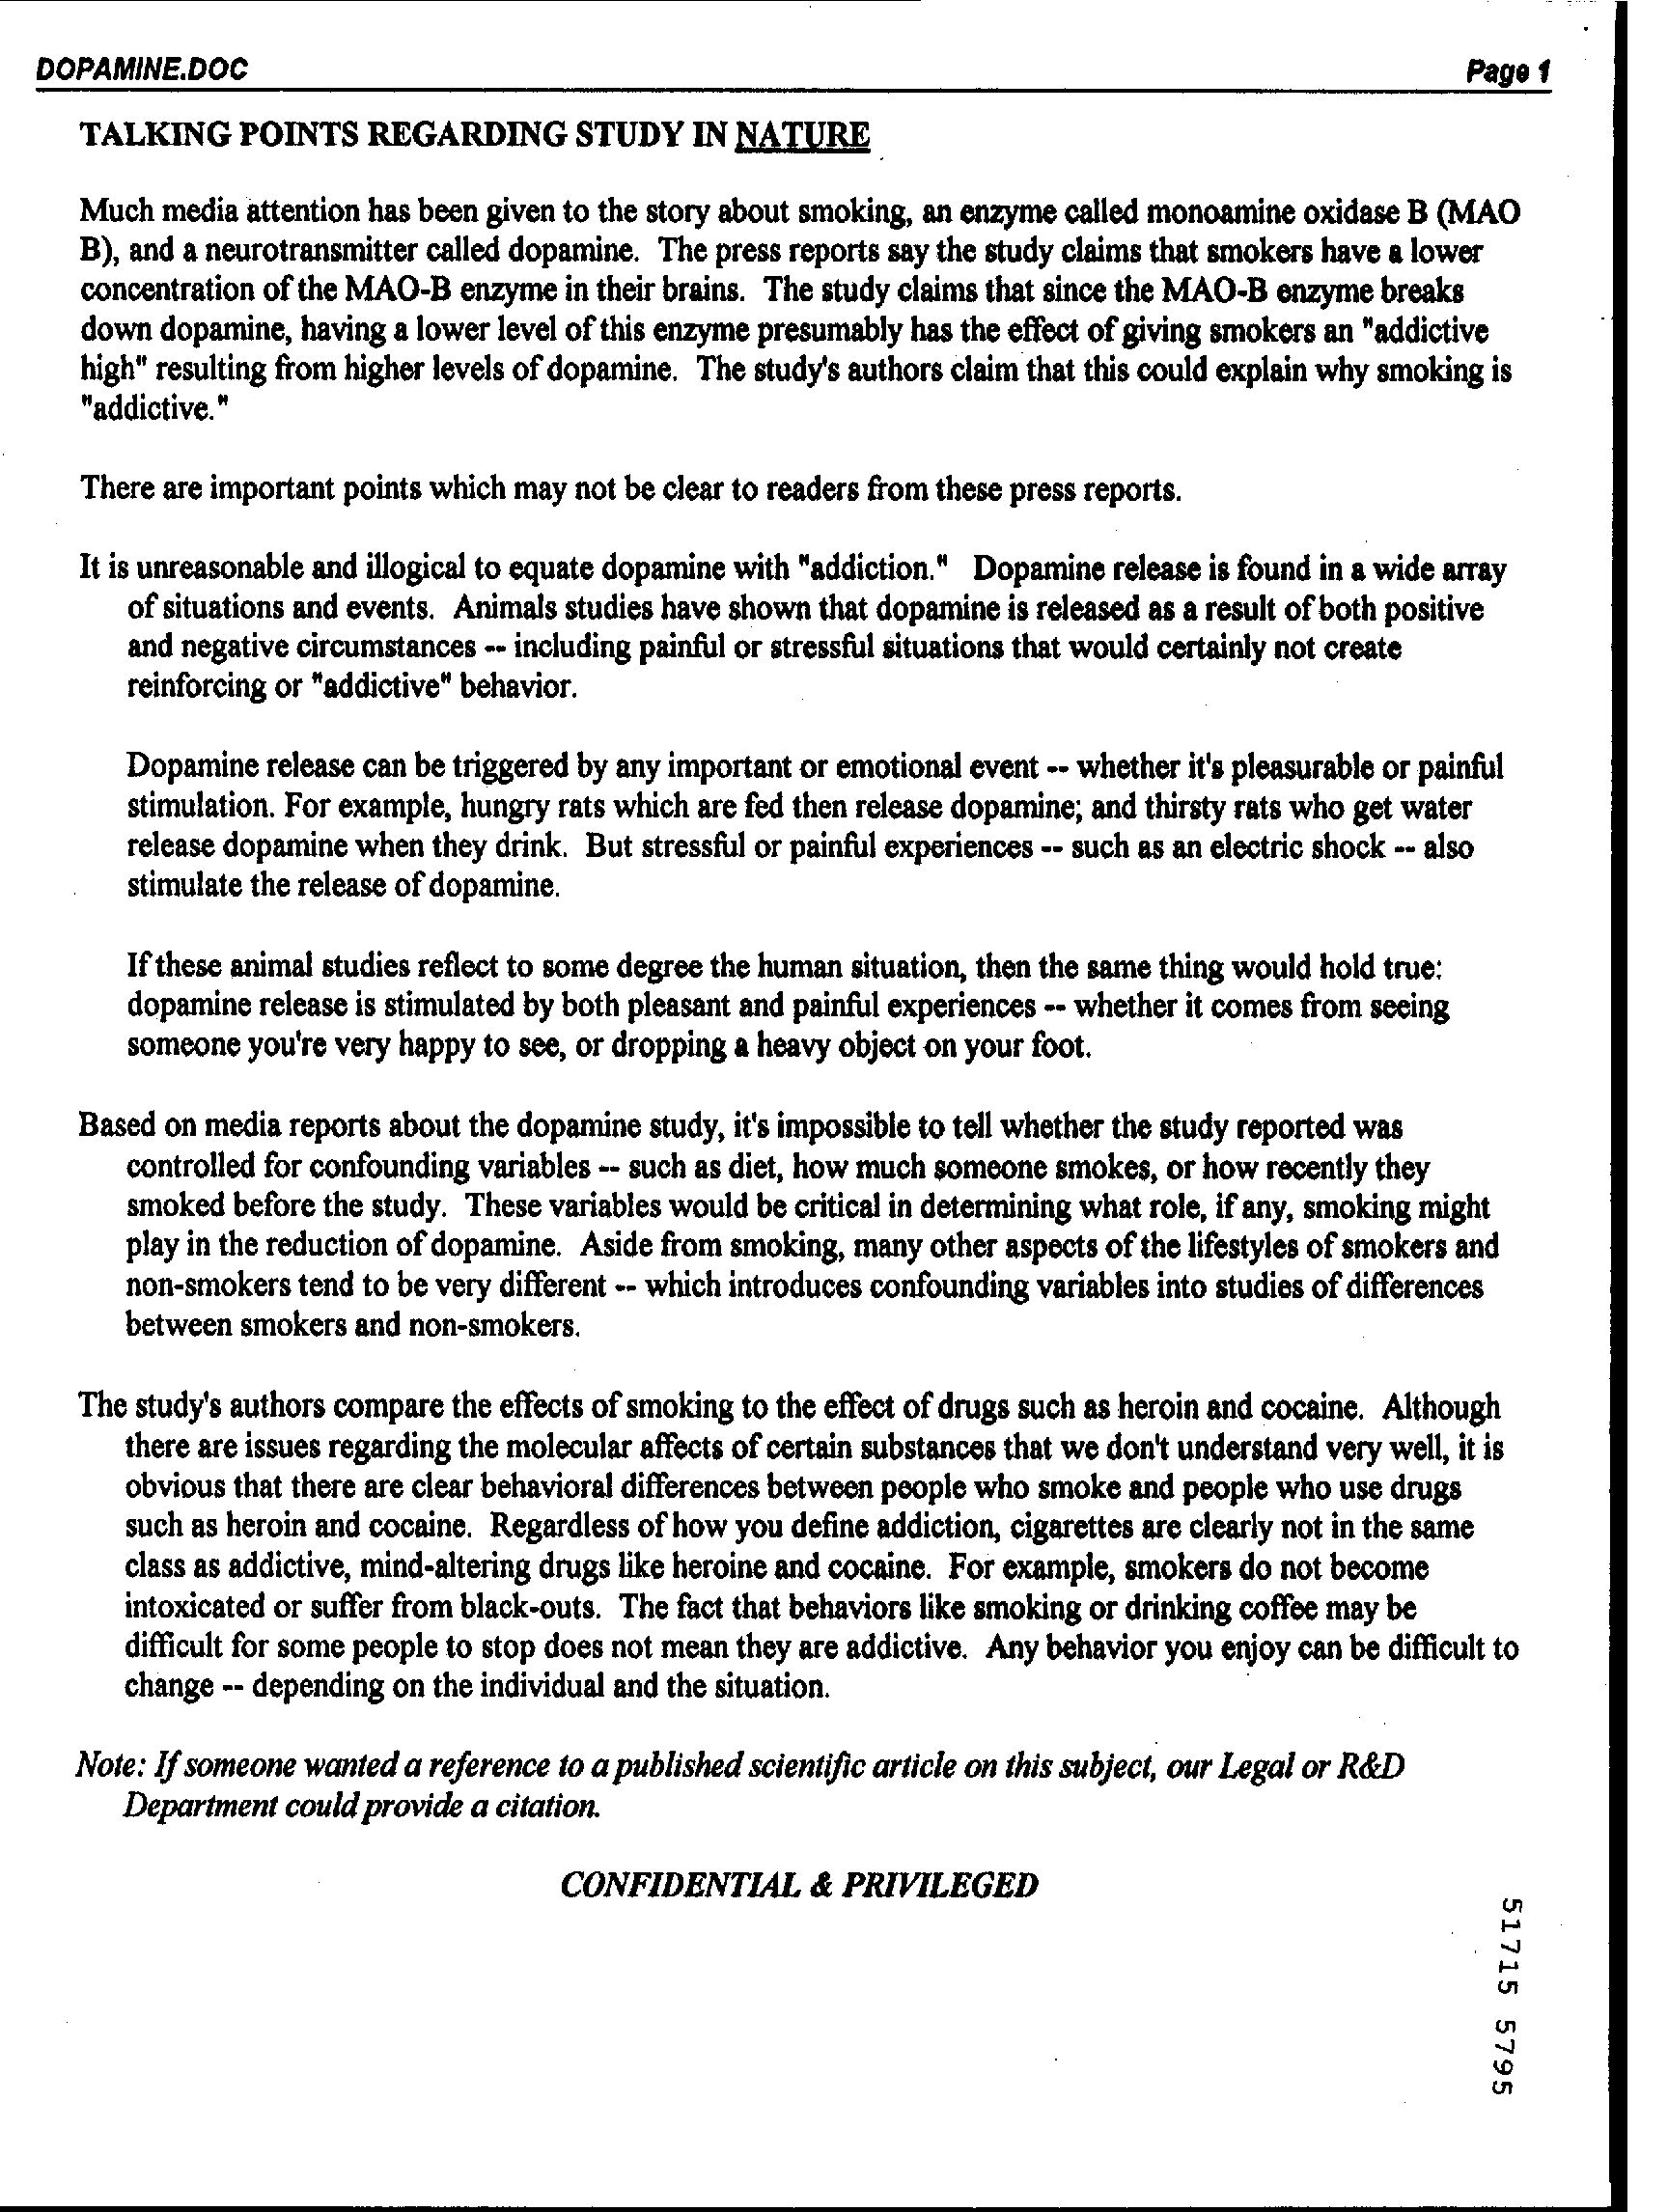 DOPAMINE.DOC Page 1
TALKING POINTS REGARDING STUDY IN NATURE
Much media attention has been given to the story about smoking, an enzyme called monoamine oxidase B (MAO
B), and a neurotransmitter called dopamine. The press reports say the study claims that smokers have a lower
concentration of the MAO-B enzyme in their brains. The study claims that since the MAO-B enzyme breaks
down dopamine, having a lower level of this enzyme presumably has the effect of giving smokers an "addictive
high" resulting from higher levels of dopamine. The study's authors claim that this could explain why smoking is
"addictive."
There are important points which may not be clear to readers from these press reports.
It is unreasonable and illogical to equate dopamine with "addiction." Dopamine release is found in a wide array
of situations and events. Animals studies have shown that dopamine is released as a result of both positive
and negative circumstances -- including painful or stressful situations that would certainly not create
reinforcing or "addictive" behavior.
Dopamine release can be triggered by any important or emotional event -- whether it's pleasurable or painful
stimulation. For example, hungry rats which are fed then release dopamine; and thirsty rats who get water
release dopamine when they drink. But stressful or painful experiences -- such as an electric shock -- also
stimulate the release of dopamine.
If these animal studies reflect to some degree the human situation, then the same thing would hold true:
dopamine release is stimulated by both pleasant and painful experiences -- whether it comes from seeing
someone you're very happy to see, or dropping a heavy object on your foot.
Based on media reports about the dopamine study, it's impossible to tell whether the study reported was
controlled for confounding variables -- such as diet, how much someone smokes, or how recently they
smoked before the study. These variables would be critical in determining what role, if any, smoking might
play in the reduction of dopamine. Aside from smoking, many other aspects of the lifestyles of smokers and
non-smokers tend to be very different -- which introduces confounding variables into studies of differences
between smokers and non-smokers.
The study's authors compare the effects of smoking to the effect of drugs such as heroin and cocaine. Although
there are issues regarding the molecular affects of certain substances that we don't understand very well, it is
obvious that there are clear behavioral differences between people who smoke and people who use drugs
such as heroin and cocaine. Regardless of how you define addiction, cigarettes are clearly not in the same
class as addictive, mind-altering drugs like heroine and cocaine. For example, smokers do not become
intoxicated or suffer from black-outs. The fact that behaviors like smoking or drinking coffee may be
difficult for some people to stop does not mean they are addictive. Any behavior you enjoy can be difficult to
change -- depending on the individual and the situation.
Note: If someone wanted a reference to a published scientific article on this subject, our Legal or R&D
Department could provide a citation.
CONFIDENTIAL & PRIVILEGED
51715 5795